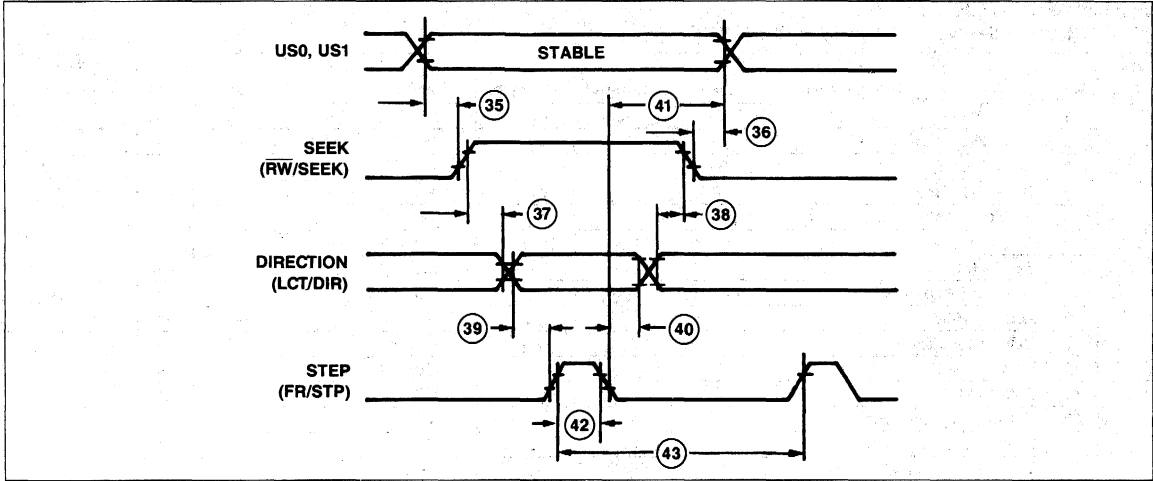 US0, US1
STABLE
35
41
36
SEEK
(R̅W̅/SEEK)
37
38
DIRECTION
(LCT/DIR)
39
40
STEP
(FR/STP)
42
43